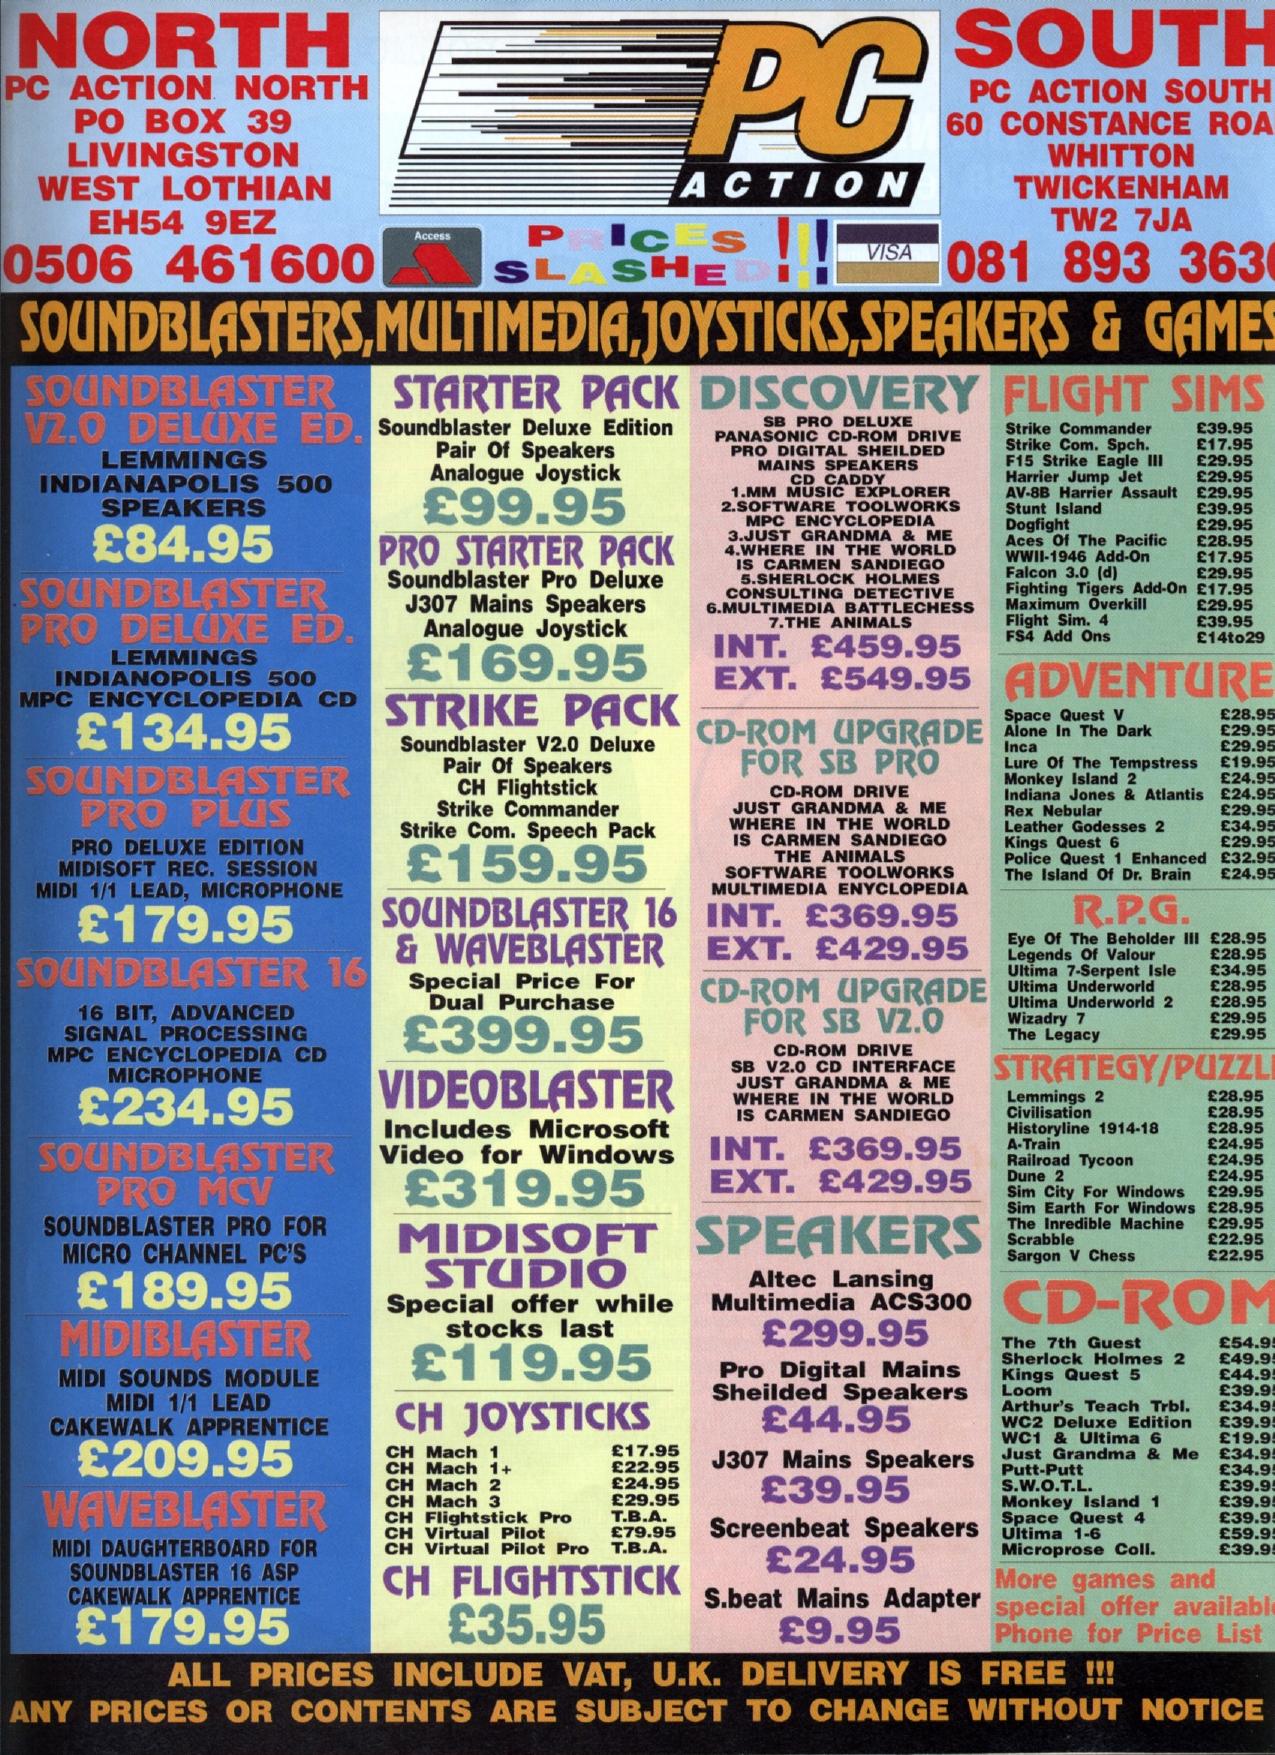 NORTH
PC ACTION NORTH
PO BOX 39
LIVINGSTON
WEST LOTHIAN
EH54 9EZ
0506 461600
PC
ACTION
Access
PRICES
SLASHED!!!
VISA
SOUTH
PC ACTION SOUTH
60 CONSTANCE ROA
WHITTON
TWICKENHAM
TW2 7JA
081 893 363
SOUNDBLASTERS,MULTIMEDIA,JOYSTICKS,SPEAKERS & GAMES
SOUNDBLASTER
V2.0 DELUXE ED.
LEMMINGS
INDIANAPOLIS 500
SPEAKERS
£84.95
SOUNDBLASTER
PRO DELUXE ED.
LEMMINGS
INDIANOPOLIS 500
MPC ENCYCLOPEDIA CD
£134.95
SOUNDBLASTER
PRO PLUS
PRO DELUXE EDITION
MIDISOFT REC. SESSION
MIDI 1/1 LEAD, MICROPHONE
£179.95
SOUNDBLASTER 16
16 BIT, ADVANCED
SIGNAL PROCESSING
MPC ENCYCLOPEDIA CD
MICROPHONE
£234.95
SOUNDBLASTER
PRO MCV
SOUNDBLASTER PRO FOR
MICRO CHANNEL PC'S
£189.95
MIDIBLASTER
MIDI SOUNDS MODULE
MIDI 1/1 LEAD
CAKEWALK APPRENTICE
£209.95
WAVEBLASTER
MIDI DAUGHTERBOARD FOR
SOUNDBLASTER 16 ASP
CAKEWALK APPRENTICE
£179.95
STARTER PACK
Soundblaster Deluxe Edition
Pair Of Speakers
Analogue Joystick
£99.95
PRO STARTER PACK
Soundblaster Pro Deluxe
J307 Mains Speakers
Analogue Joystick
£169.95
STRIKE PACK
Soundblaster V2.0 Deluxe
Pair Of Speakers
CH Flightstick
Strike Commander
Strike Com. Speech Pack
£159.95
SOUNDBLASTER 16
& WAVEBLASTER
Special Price For
Dual Purchase
£399.95
VIDEOBLASTER
Includes Microsoft
Video for Windows
£319.95
MIDISOFT
STUDIO
Special offer while
stocks last
£119.95
CH JOYSTICKS
CH Mach 1 £17.95
CH Mach 1+ £22.95
CH Mach 2 £24.95
CH Mach 3 £29.95
CH Flightstick Pro T.B.A.
CH Virtual Pilot £79.95
CH Virtual Pilot Pro T.B.A.
CH FLIGHTSTICK
£35.95
DISCOVERY
SB PRO DELUXE
PANASONIC CD-ROM DRIVE
PRO DIGITAL SHEILDED
MAINS SPEAKERS
CD CADDY
1.MM MUSIC EXPLORER
2.SOFTWARE TOOLWORKS
MPC ENCYCLOPEDIA
3.JUST GRANDMA & ME
4.WHERE IN THE WORLD
IS CARMEN SANDIEGO
5.SHERLOCK HOLMES
CONSULTING DETECTIVE
6.MULTIMEDIA BATTLECHESS
7.THE ANIMALS
INT. £459.95
EXT. £549.95
CD-ROM UPGRADE
FOR SB PRO
CD-ROM DRIVE
JUST GRANDMA & ME
WHERE IN THE WORLD
IS CARMEN SANDIEGO
THE ANIMALS
SOFTWARE TOOLWORKS
MULTIMEDIA ENYCLOPEDIA
INT. £369.95
EXT. £429.95
CD-ROM UPGRADE
FOR SB V2.0
CD-ROM DRIVE
SB V2.0 CD INTERFACE
JUST GRANDMA & ME
WHERE IN THE WORLD
IS CARMEN SANDIEGO
INT. £369.95
EXT. £429.95
SPEAKERS
Altec Lansing
Multimedia ACS300
£299.95
Pro Digital Mains
Sheilded Speakers
£44.95
J307 Mains Speakers
£39.95
Screenbeat Speakers
£24.95
S.beat Mains Adapter
£9.95
FLIGHT SIMS
Strike Commander £39.95
Strike Com. Spch. £17.95
F15 Strike Eagle III £29.95
Harrier Jump Jet £29.95
AV-8B Harrier Assault £29.95
Stunt Island £39.95
Dogfight £29.95
Aces Of The Pacific £28.95
WWII-1946 Add-On £17.95
Falcon 3.0 (d) £29.95
Fighting Tigers Add-On £17.95
Maximum Overkill £29.95
Flight Sim. 4 £39.95
FS4 Add Ons £14to29
ADVENTURE
Space Quest V £28.95
Alone In The Dark £29.95
Inca £29.95
Lure Of The Tempstress £19.95
Monkey Island 2 £24.95
Indiana Jones & Atlantis £24.95
Rex Nebular £29.95
Leather Godesses 2 £34.95
Kings Quest 6 £29.95
Police Quest 1 Enhanced £32.95
The Island Of Dr. Brain £24.95
R.P.G.
Eye Of The Beholder III £28.95
Legends Of Valour £28.95
Ultima 7-Serpent Isle £34.95
Ultima Underworld £28.95
Ultima Underworld 2 £28.95
Wizadry 7 £29.95
The Legacy £29.95
STRATEGY/PUZZLE
Lemmings 2 £28.95
Civilisation £28.95
Historyline 1914-18 £28.95
A-Train £24.95
Railroad Tycoon £24.95
Dune 2 £24.95
Sim City For Windows £29.95
Sim Earth For Windows £28.95
The Inredible Machine £29.95
Scrabble £22.95
Sargon V Chess £22.95
CD-ROM
The 7th Guest £54.95
Sherlock Holmes 2 £49.95
Kings Quest 5 £44.95
Loom £39.95
Arthur's Teach Trbl. £34.95
WC2 Deluxe Edition £39.95
WC1 & Ultima 6 £19.95
Just Grandma & Me £34.95
Putt-Putt £34.95
S.W.O.T.L. £39.95
Monkey Island 1 £39.95
Space Quest 4 £39.95
Ultima 1-6 £59.95
Microprose Coll. £39.95
More games and
special offer available
Phone for Price List
ALL PRICES INCLUDE VAT, U.K. DELIVERY IS FREE !!!
ANY PRICES OR CONTENTS ARE SUBJECT TO CHANGE WITHOUT NOTICE